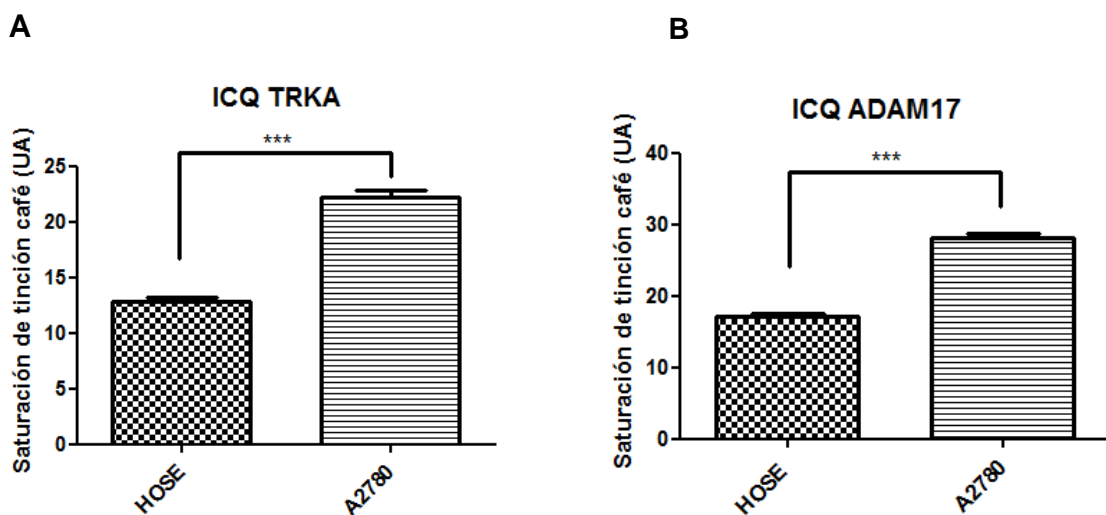 A
ICQ TRKA
***
Saturación de tinción café (UA)
25
20
15
10
5
0
HOSE
A2780
B
ICQ ADAM17
***
Saturación de tinción café (UA)
40
30
20
10
0
HOSE
A2780